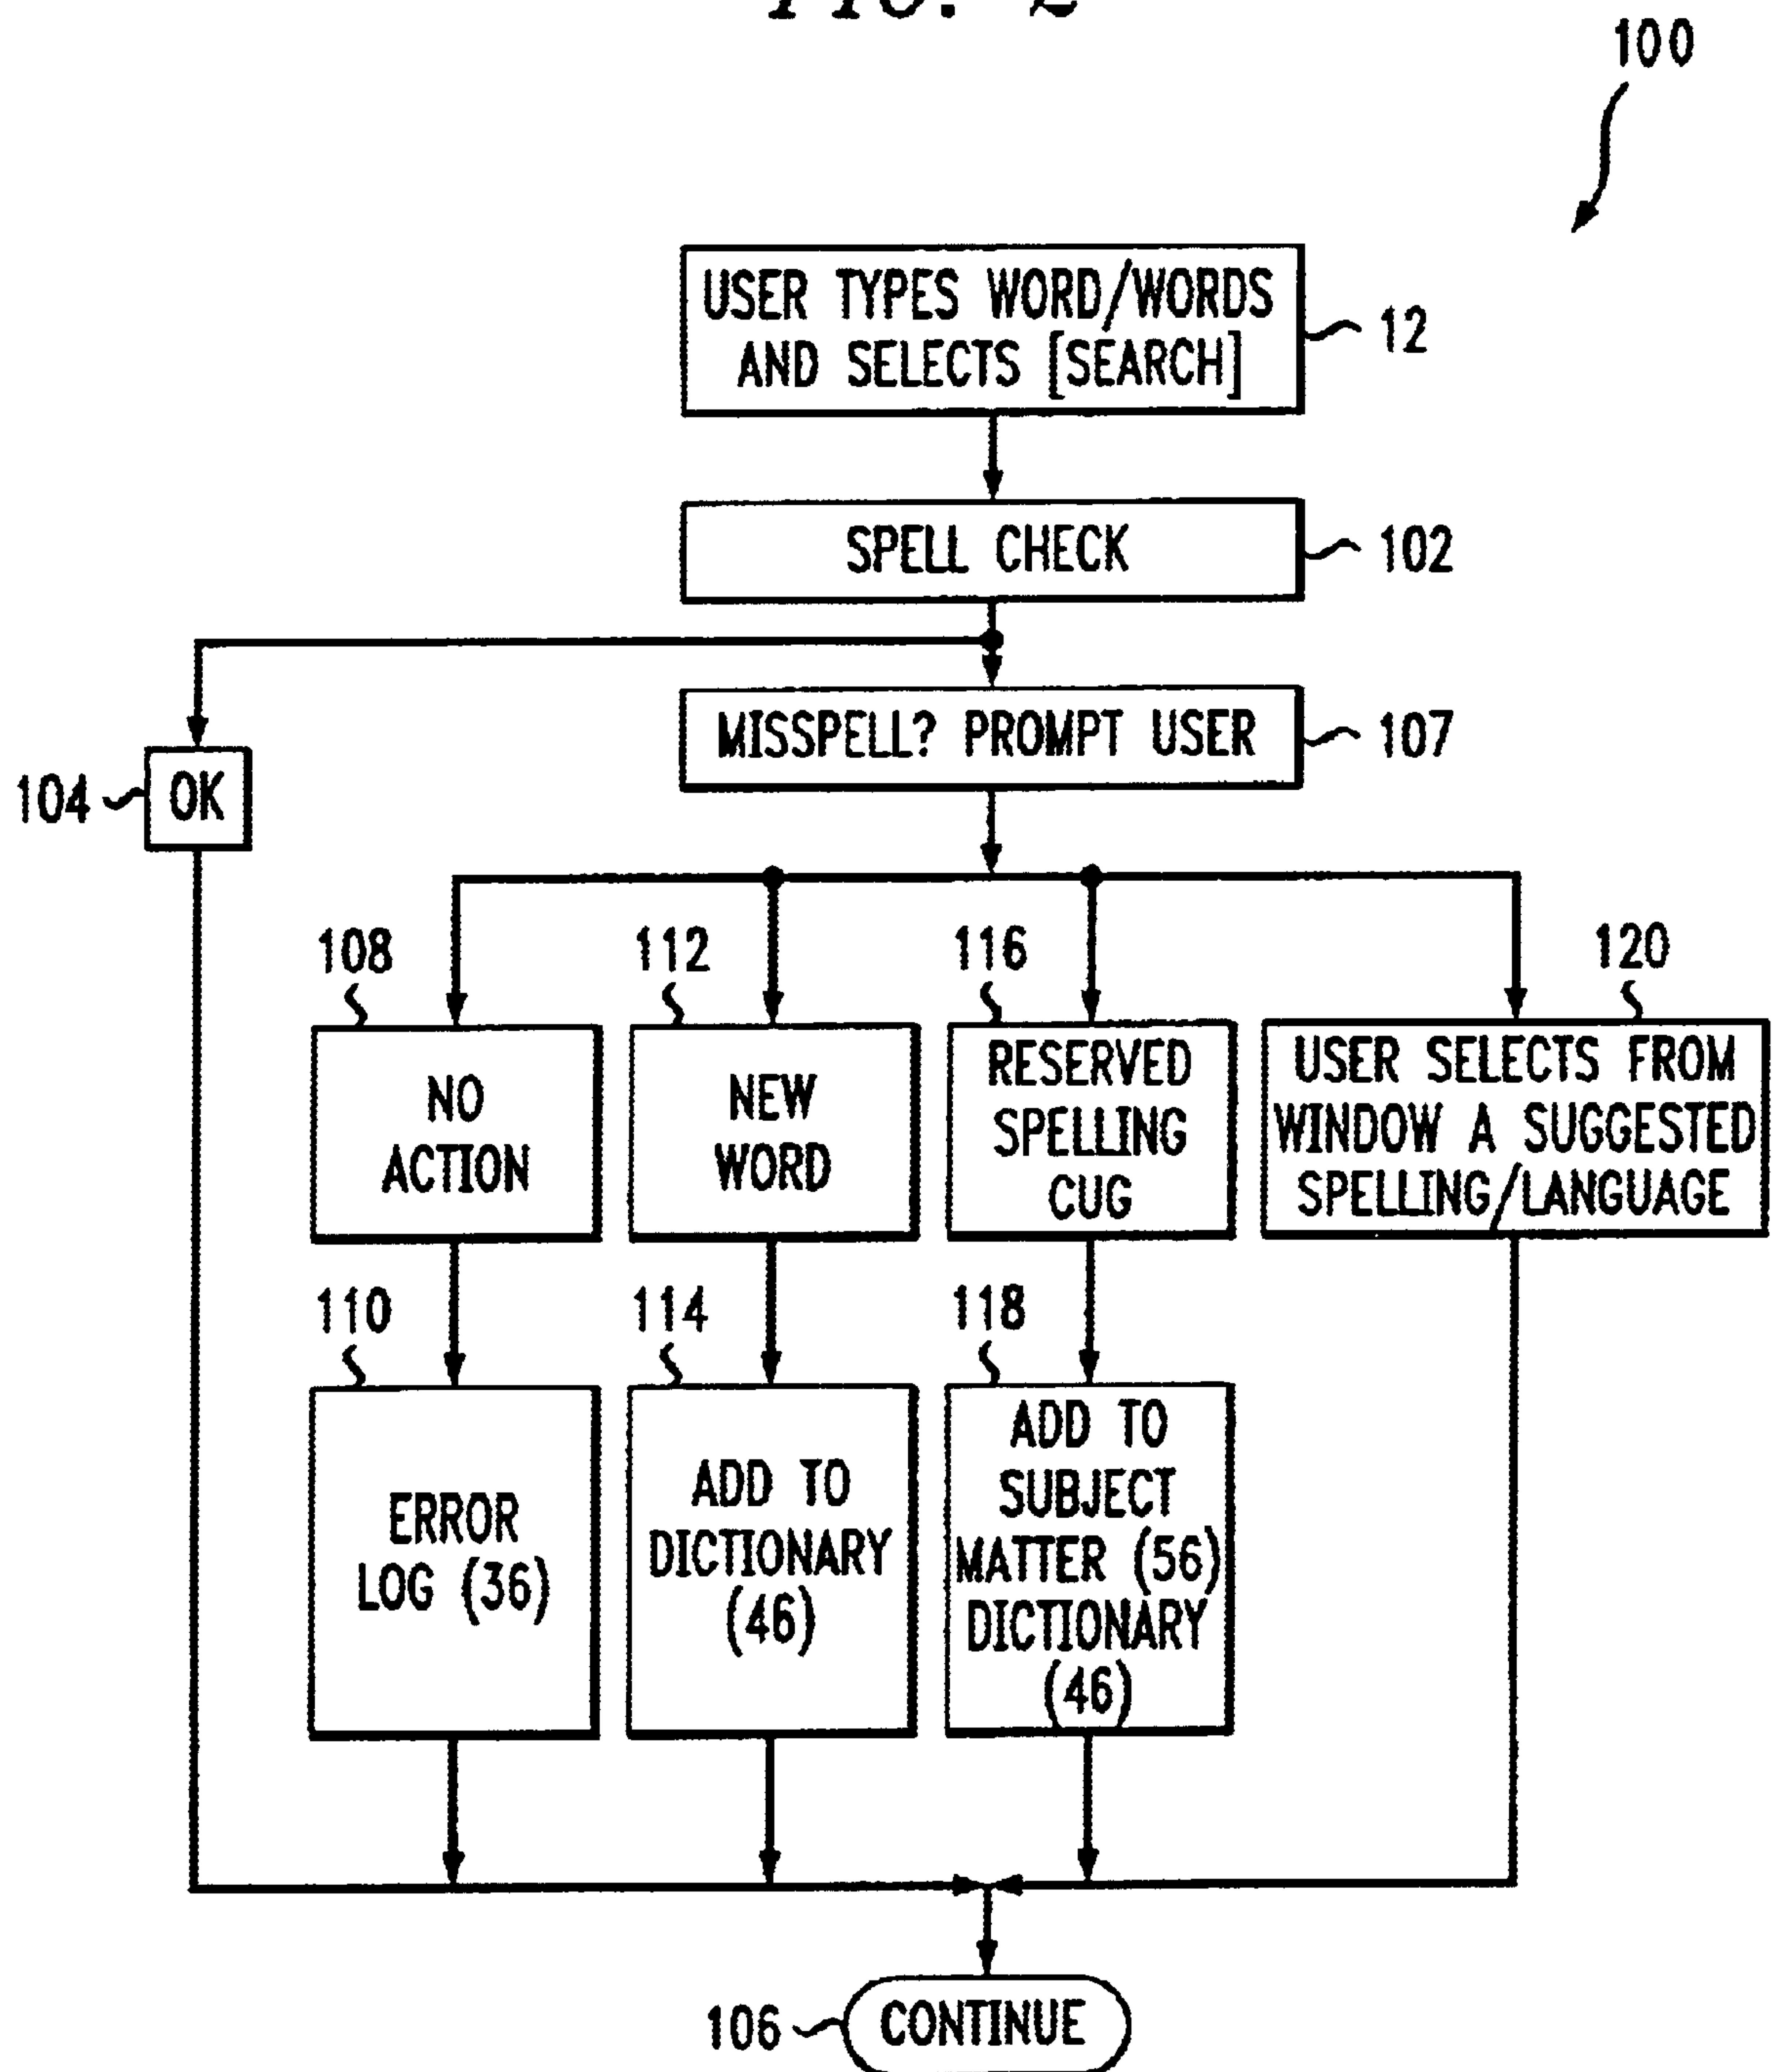 FIG. 2
100
USER TYPES WORD/WORDS
AND SELECTS [SEARCH]
12
SPELL CHECK
102
MISSPELL? PROMPT USER
107
104
OK
108
112
116
120
NO
ACTION
NEW
WORD
RESERVED
SPELLING
CUG
USER SELECTS FROM
WINDOW A SUGGESTED
SPELLING/LANGUAGE
110
114
118
ERROR
LOG (36)
ADD TO
DICTIONARY
(46)
ADD TO
SUBJECT
MATTER (56)
DICTIONARY
(46)
106
CONTINUE